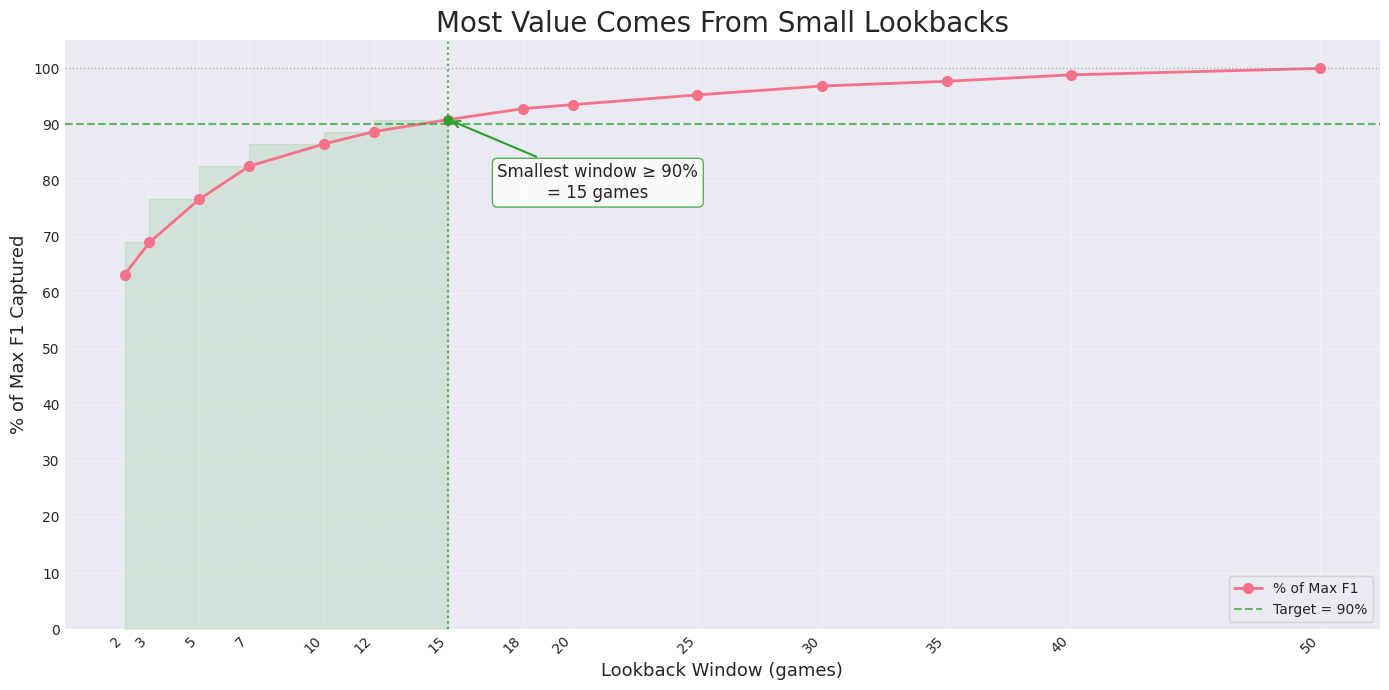 Most Value Comes From Small Lookbacks
% of Max F1 Captured
100
90
80
70
60
50
40
30
20
10
0
Smallest window ≥ 90%
= 15 games
% of Max F1
Target = 90%
2 3 5 7 10 12 15 18 20 25 30 35 40 50
Lookback Window (games)